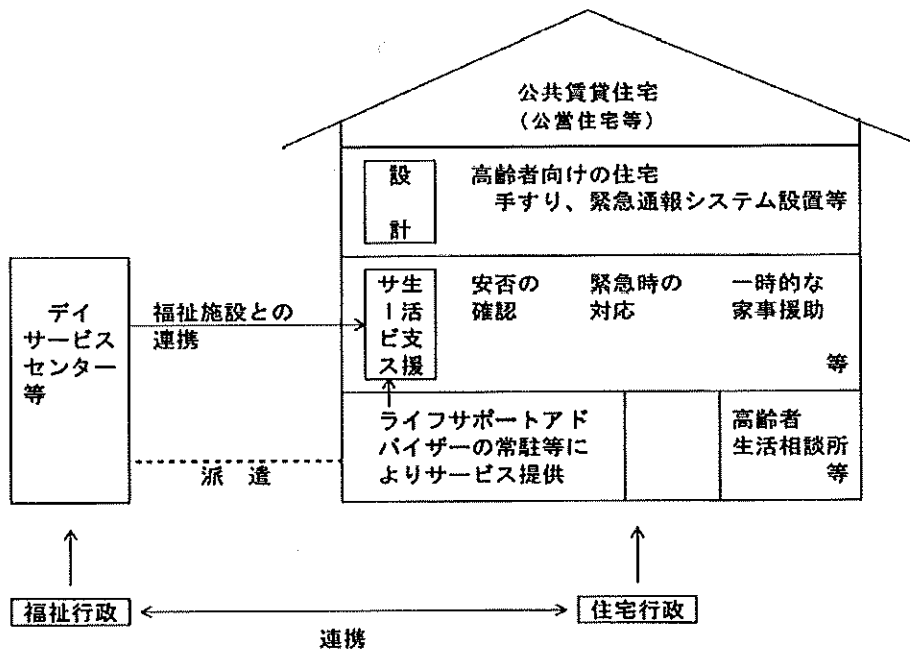 公共賃貸住宅
（公営住宅等）
設計
高齢者向けの住宅
手すり、緊急通報システム設置等
デイ
サービス
センター
等
福祉施設との
連携
生活支援
サービス
安否の
確認
緊急時の
対応
一時的な
家事援助
等
ライフサポートアド
バイザーの常駐等に
よりサービス提供
高齢者
生活相談所
等
派遣
福祉行政
連携
住宅行政